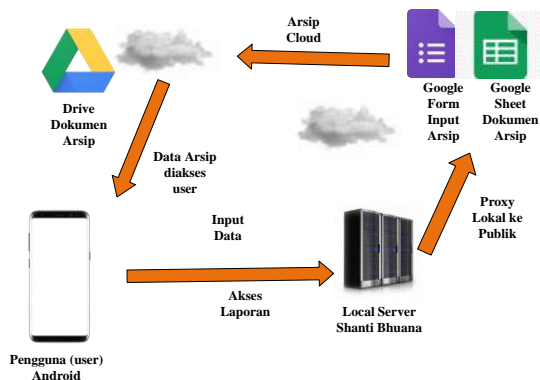 Arsip
Cloud
Drive
Dokumen
Arsip
Google
Form
Input
Arsip
Google
Sheet
Dokumen
Arsip
Data Arsip
diakses
user
Proxy
Lokal ke
Publik
Input
Data
Akses
Laporan
Local Server
Shanti Bhuana
Pengguna (user)
Android